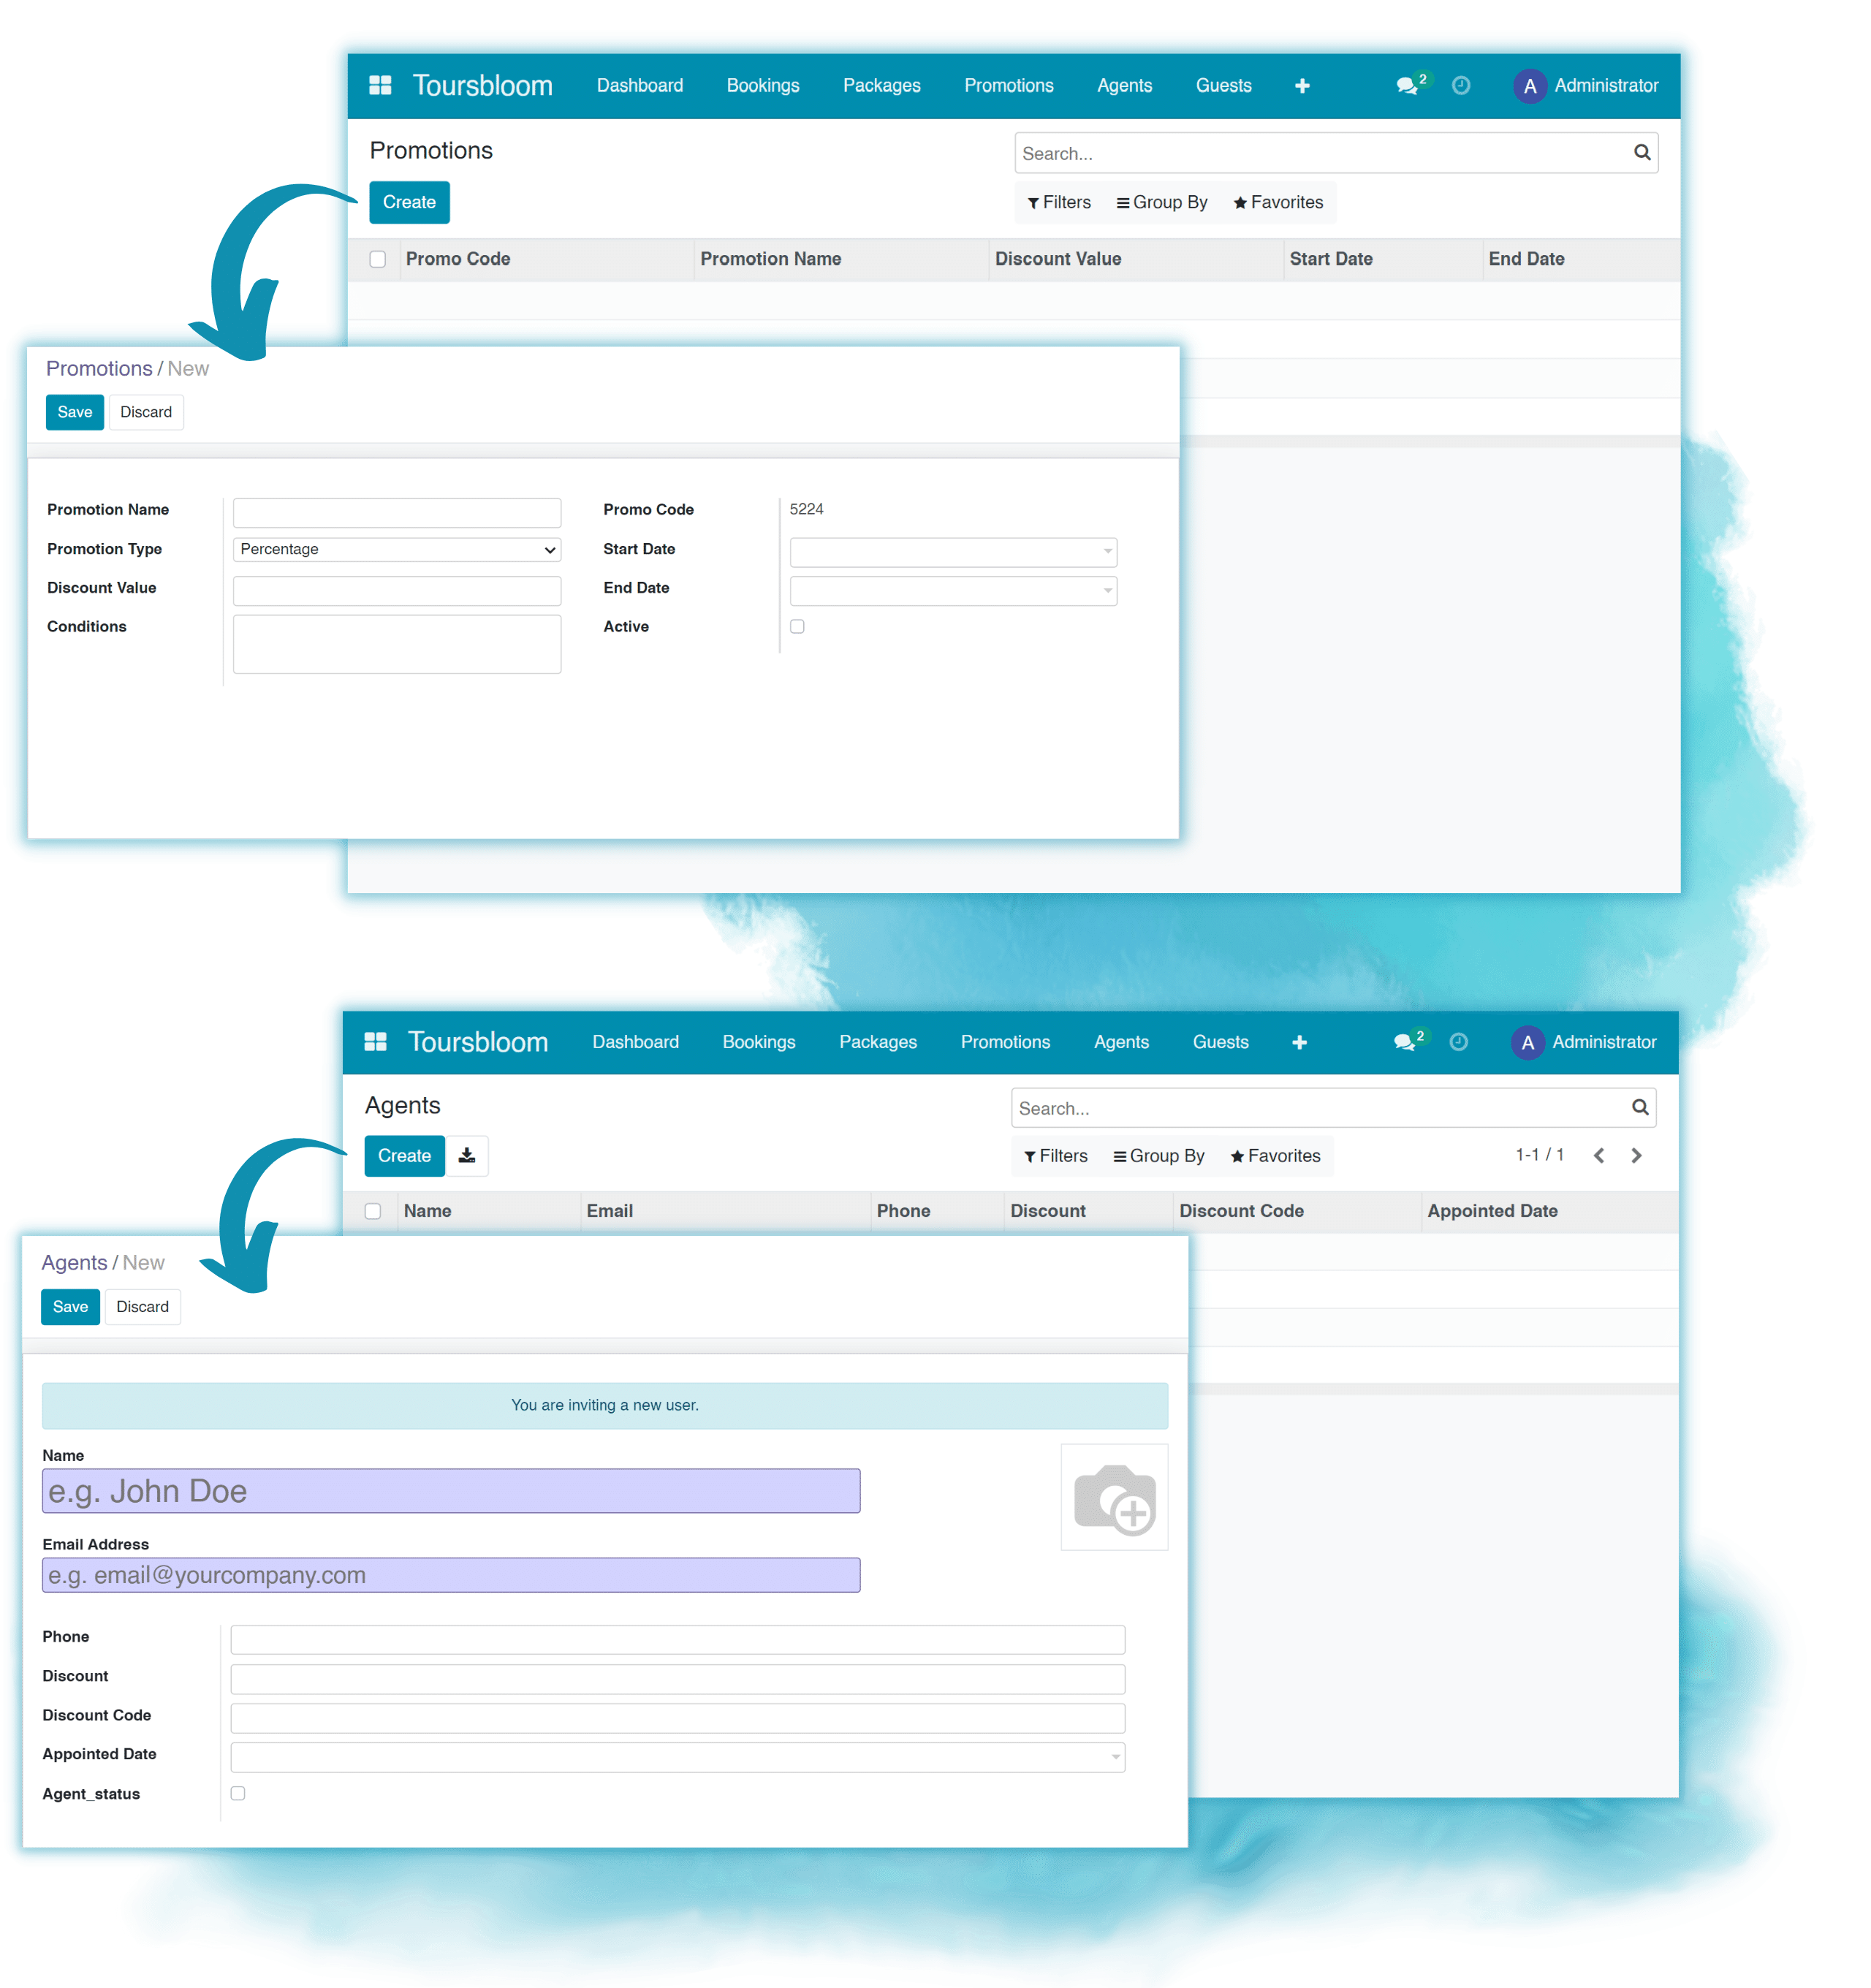 Toursbloom Dashboard Bookings Packages Promotions Agents Guests 2 A Administrator
Promotions Search...
Create Filters Group By Favorites
Promo Code Promotion Name Discount Value Start Date End Date
Promotions / New
Save Discard
Promotion Name Promo Code 5224
Promotion Type Percentage Start Date
Discount Value End Date
Conditions Active
Toursbloom Dashboard Bookings Packages Promotions Agents Guests 2 A Administrator
Agents Search...
Create Filters Group By Favorites 1-1 / 1
Name Email Phone Discount Discount Code Appointed Date
Agents / New
Save Discard
You are inviting a new user.
Name
e.g. John Doe
Email Address
e.g. email@yourcompany.com
Phone
Discount
Discount Code
Appointed Date
Agent_status